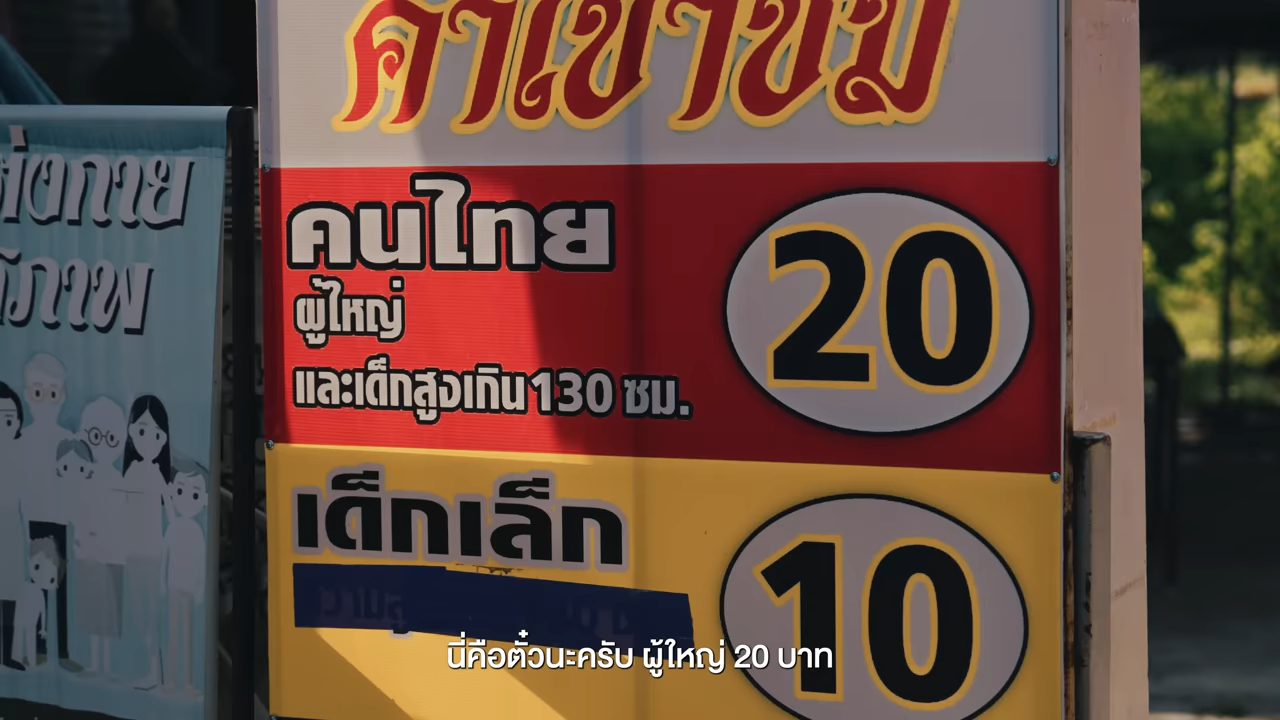 ค่าเข้าชม
คนไทย
ผู้ใหญ่
และเด็กสูงเกิน 130 ซม.
20
เด็กเล็ก
10
นี่คือตั๋วนะครับ ผู้ใหญ่ 20 บาท